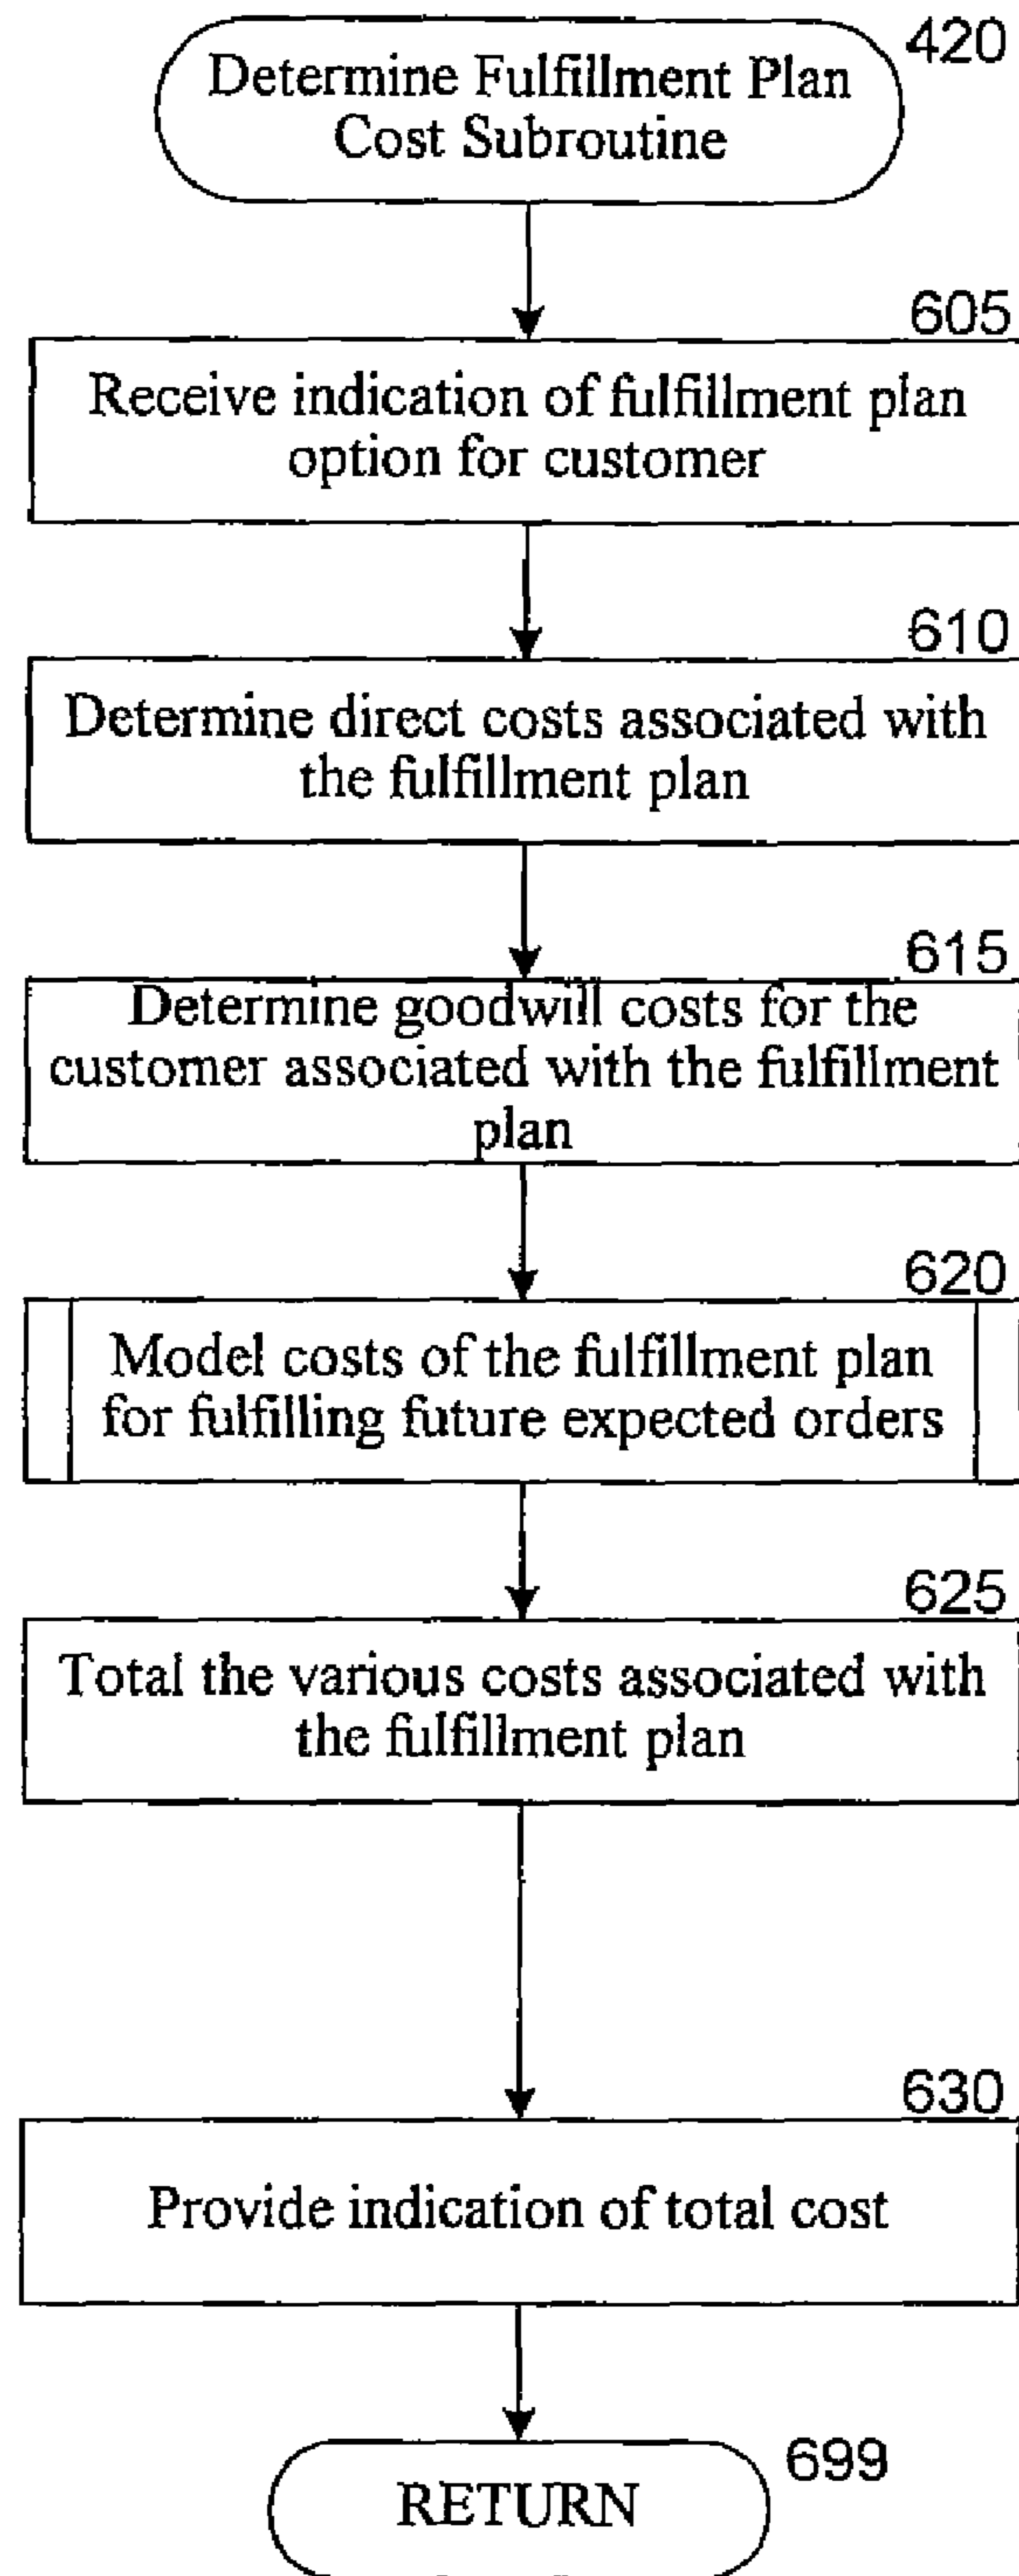 420
Determine Fulfillment Plan
Cost Subroutine
605
Receive indication of fulfillment plan
option for customer
610
Determine direct costs associated with
the fulfillment plan
615
Determine goodwill costs for the
customer associated with the fulfillment
plan
620
Model costs of the fulfillment plan
for fulfilling future expected orders
625
Total the various costs associated with
the fulfillment plan
630
Provide indication of total cost
699
RETURN